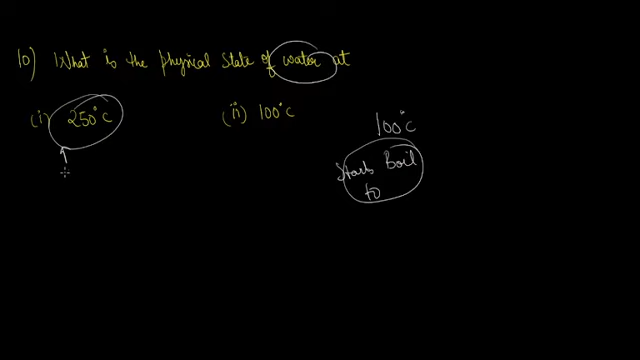 10) What is the physical state of water at
(i) 250°C (ii) 100°C
100°C
Starts Boil
to